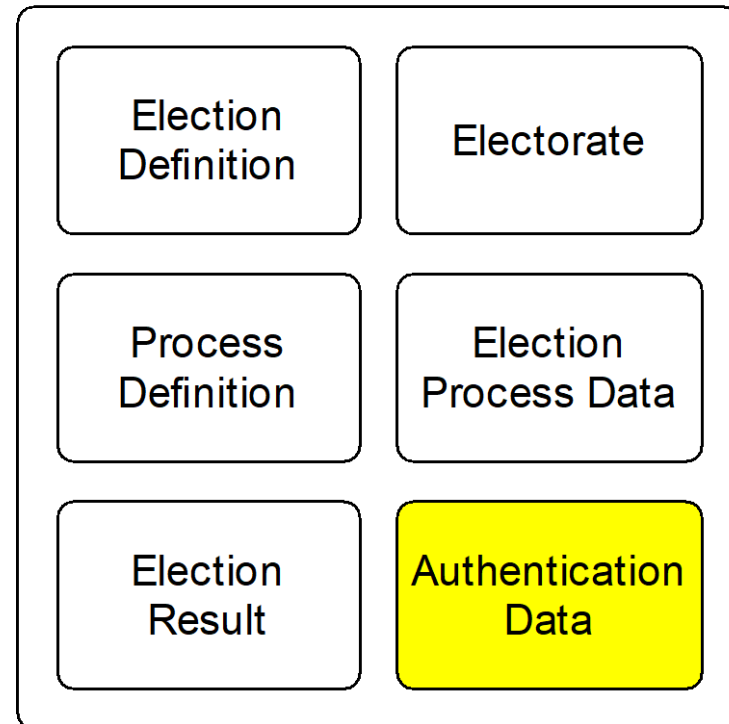 Election
Definition
Electorate
Process
Definition
Election
Process Data
Election
Result
Authentication
Data